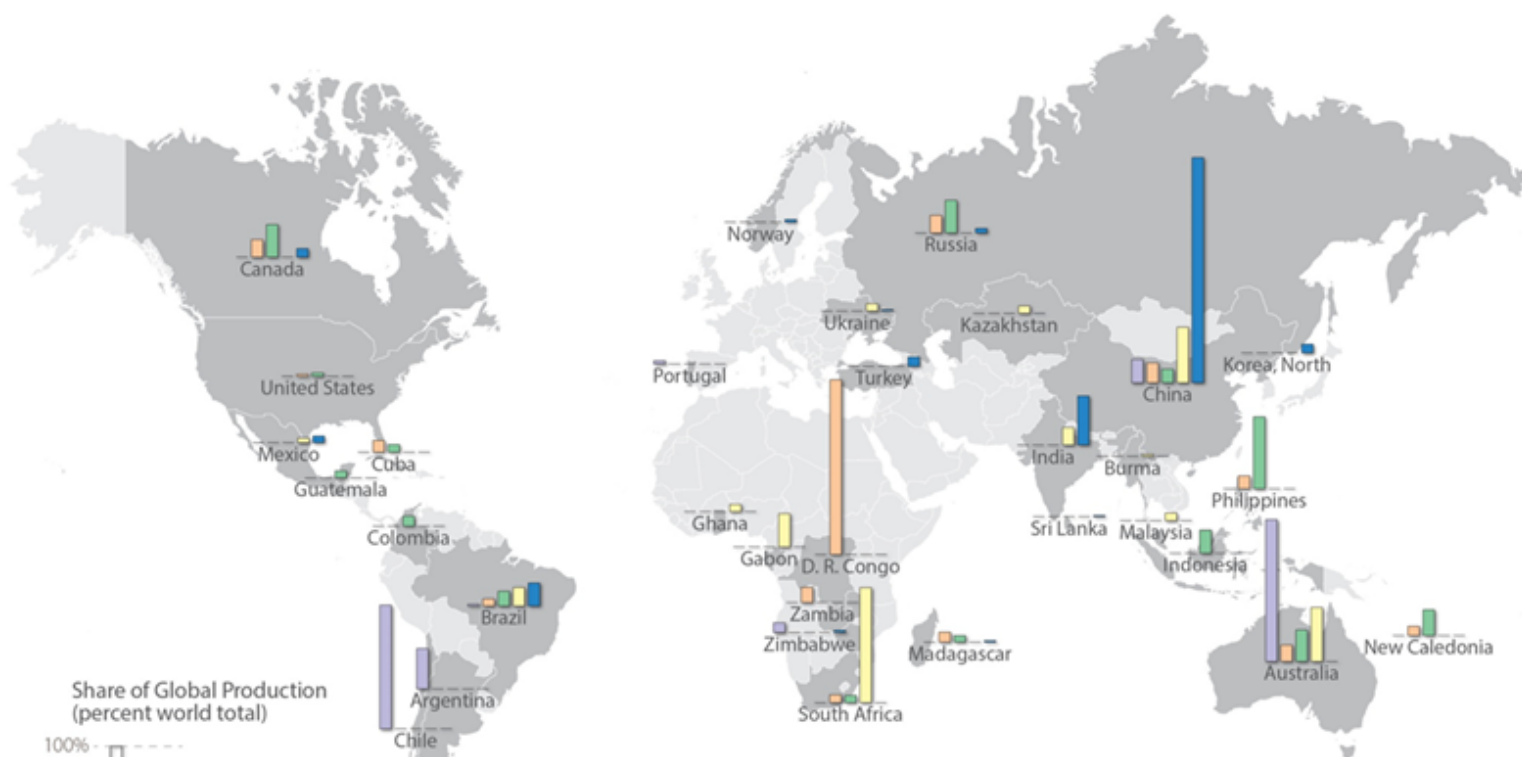 Norway
Russia
Canada
Ukraine
Kazakhstan
Portugal
Turkey
Korea, North
United States
China
Mexico
Cuba
India
Burma
Guatemala
Philippines
Ghana
Sri Lanka
Malaysia
Colombia
Gabon
D. R. Congo
Indonesia
Brazil
Zambia
Zimbabwe
Madagascar
New Caledonia
Australia
Share of Global Production
(percent world total)
Argentina
South Africa
Chile
100%